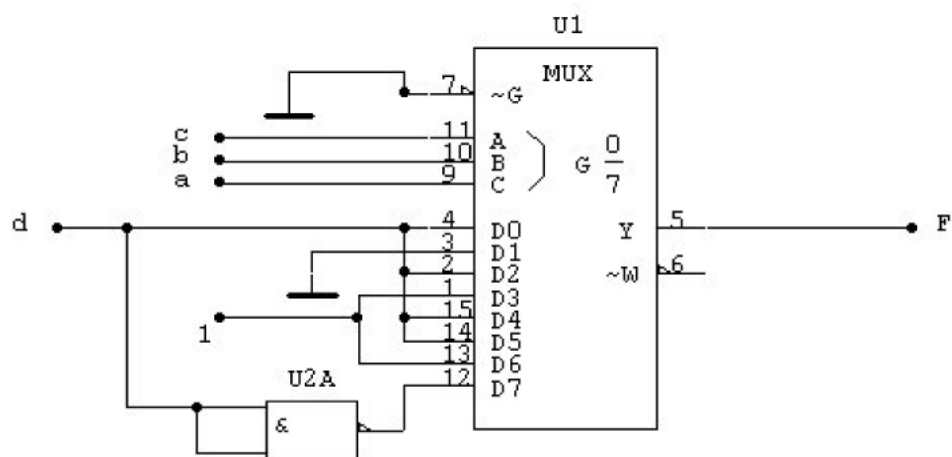 U1
MUX
7 ~G
c 11 A
b 10 B G 0/7
a 9 C
d 4 D0 Y 5 F
3 D1
2 D2 ~W 6
1 D3
1 15 D4
14 D5
13 D6
U2A 12 D7
&